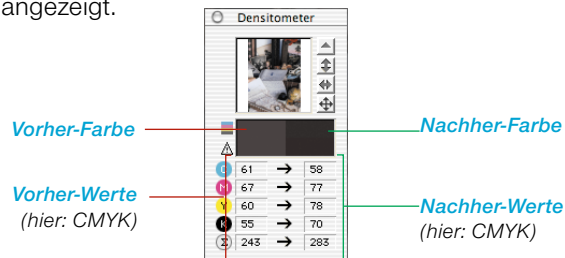 angezeigt.
Densitometer
Vorher-Farbe
Nachher-Farbe
Vorher-Werte
(hier: CMYK)
Nachher-Werte
(hier: CMYK)
C 61 → 58
M 67 → 77
Y 60 → 78
K 55 → 70
Σ 243 → 283